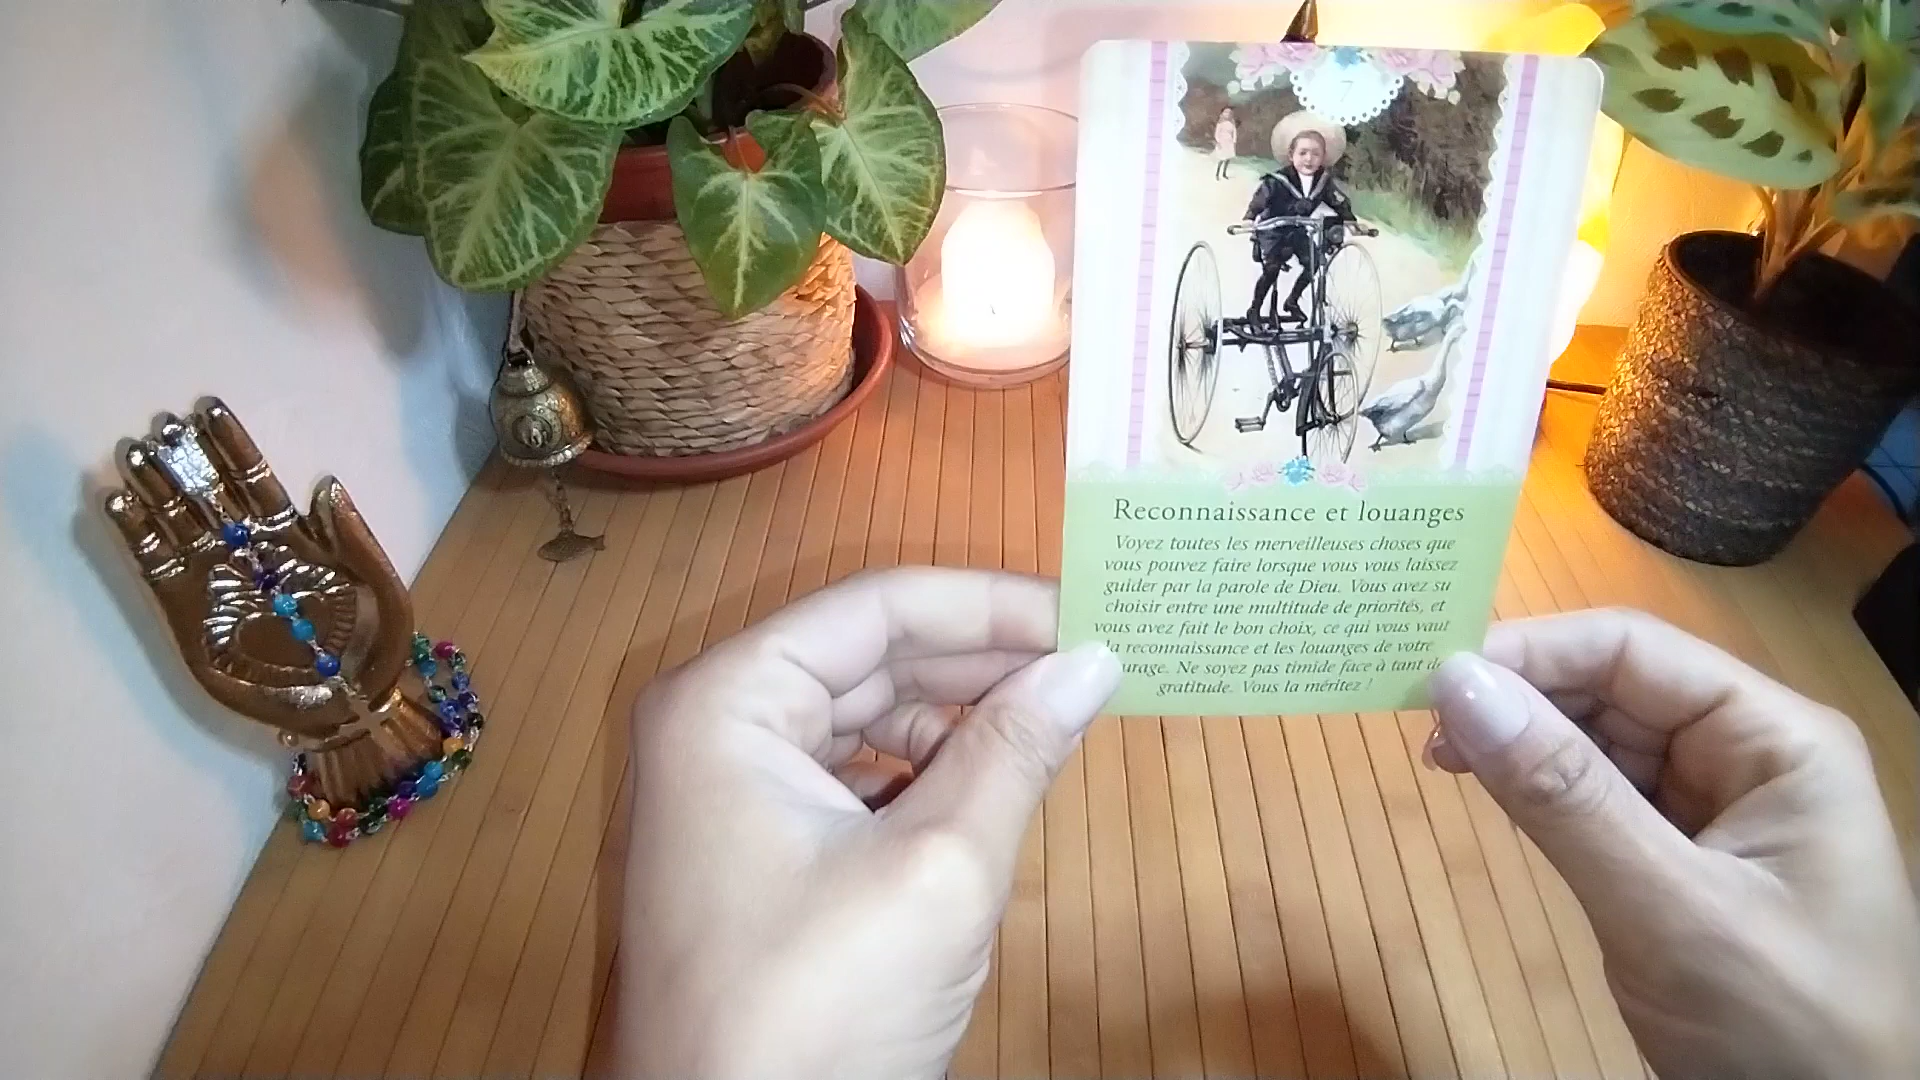 7
Reconnaissance et louanges
Voyez toutes les merveilleuses choses que
vous pouvez faire lorsque vous vous laissez
guider par la parole de Dieu. Vous avez su
choisir entre une multitude de priorités, et
vous avez fait le bon choix, ce qui vous vaut
la reconnaissance et les louanges de votre
urage. Ne soyez pas timide face à tant de
gratitude. Vous la méritez !